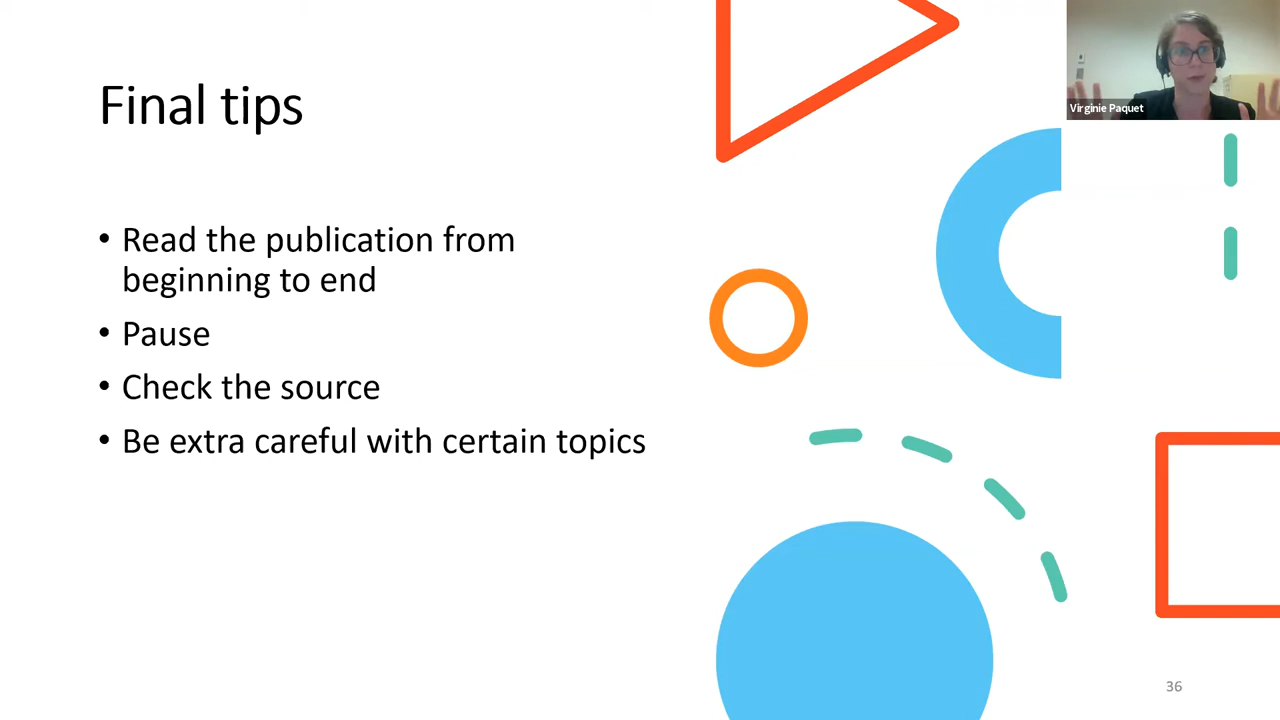 Final tips
Virginie Paquet
• Read the publication from
beginning to end
• Pause
• Check the source
• Be extra careful with certain topics
36